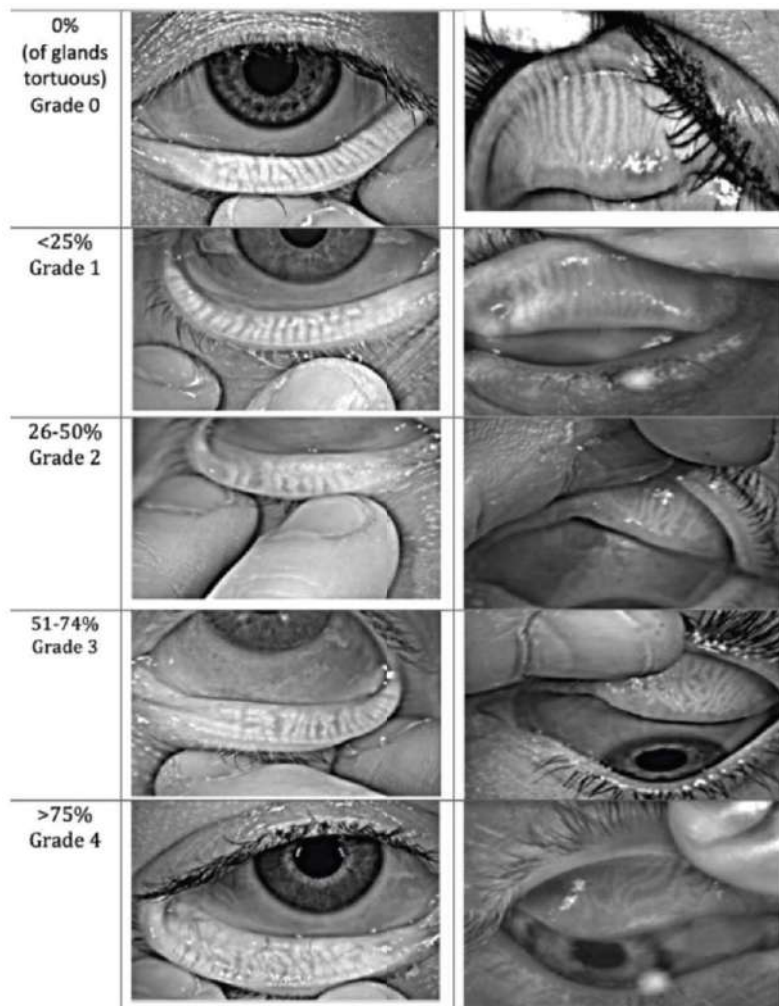 0%
(of glands
tortuous)
Grade 0
<25%
Grade 1
26-50%
Grade 2
51-74%
Grade 3
>75%
Grade 4